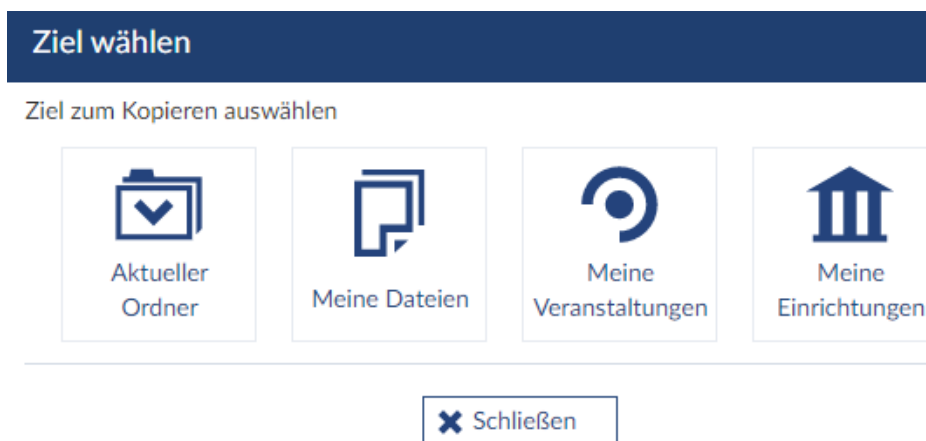 Ziel wählen
Ziel zum Kopieren auswählen
Aktueller
Ordner
Meine Dateien
Meine
Veranstaltungen
Meine
Einrichtungen
Schließen